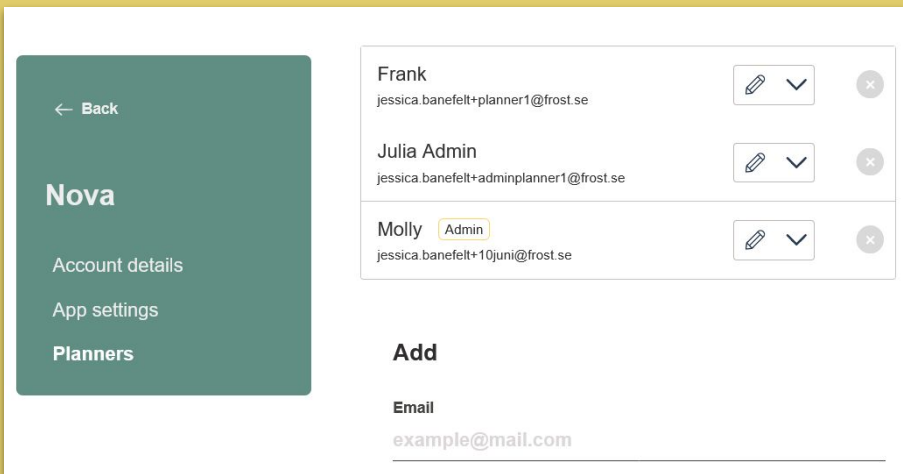 ← Back
Nova
Account details
App settings
Planners
Frank
jessica.banefelt+planner1@frost.se
Julia Admin
jessica.banefelt+adminplanner1@frost.se
Molly Admin
jessica.banefelt+10juni@frost.se
Add
Email
example@mail.com